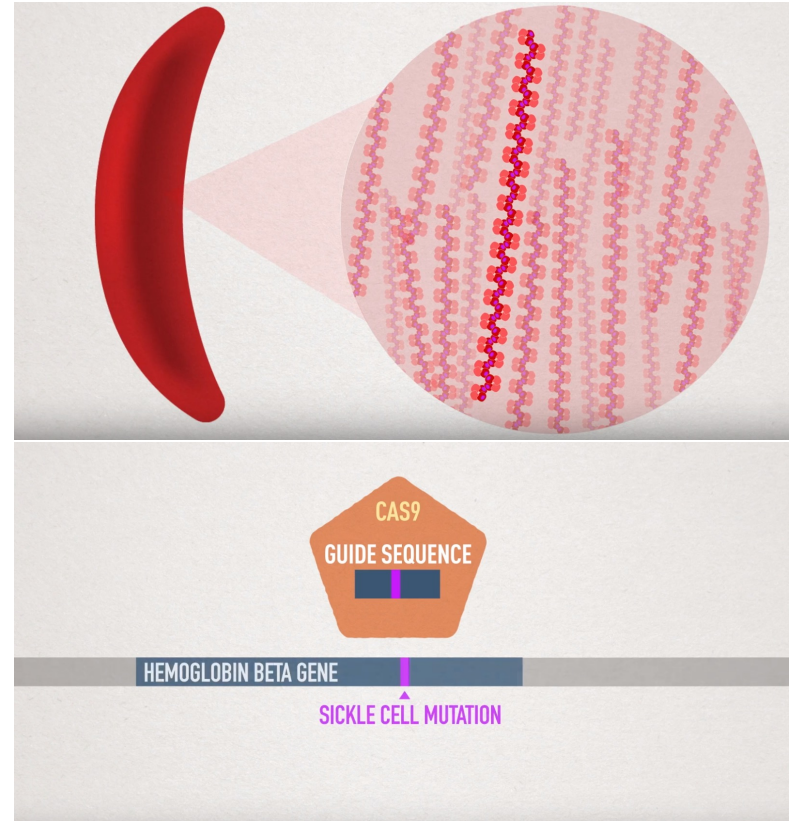 CAS9
GUIDE SEQUENCE
HEMOGLOBIN BETA GENE
SICKLE CELL MUTATION